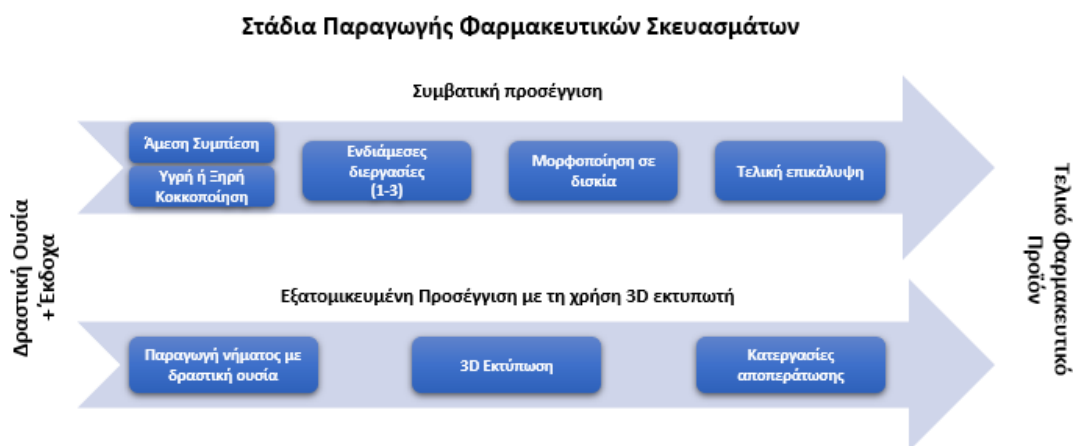 Στάδια Παραγωγής Φαρμακευτικών Σκευασμάτων
Συμβατική προσέγγιση
Άμεση Συμπίεση
Υγρή ή Ξηρή
Κοκκοποίηση
Ενδιάμεσες
διεργασίες
(1-3)
Μορφοποίηση σε
δισκία
Τελική επικάλυψη
Δραστική Ουσία
+Έκδοχα
Τελικό Φαρμακευτικό
Προϊόν
Εξατομικευμένη Προσέγγιση με τη χρήση 3D εκτυπωτή
Παραγωγή νήματος με
δραστική ουσία
3D Εκτύπωση
Κατεργασίες
αποπεράτωσης